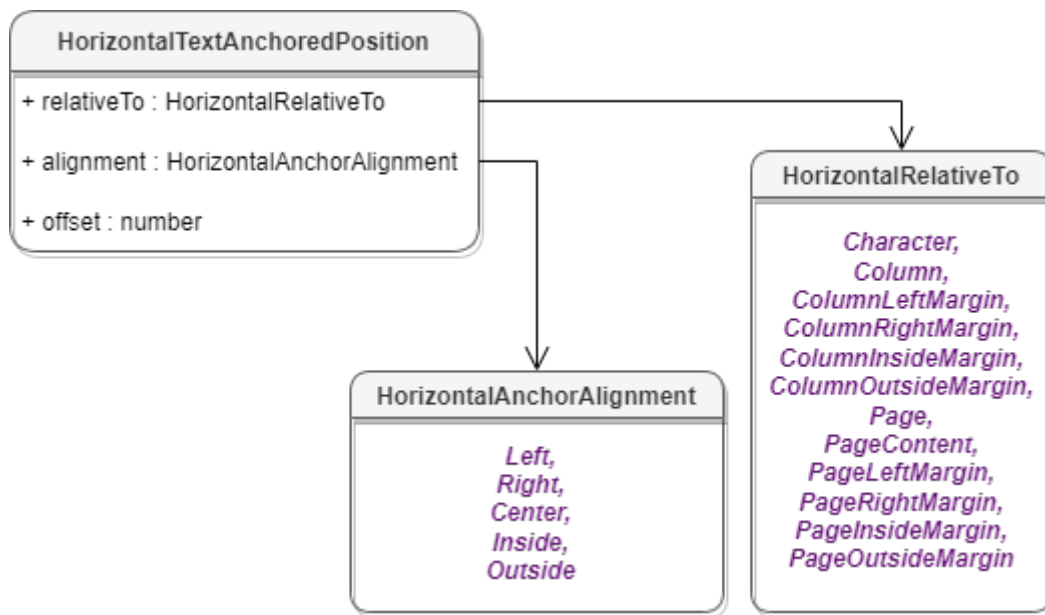 HorizontalTextAnchoredPosition
+ relativeTo : HorizontalRelativeTo
+ alignment : HorizontalAnchorAlignment
+ offset : number
HorizontalRelativeTo
Character,
Column,
ColumnLeftMargin,
ColumnRightMargin,
ColumnInsideMargin,
ColumnOutsideMargin,
Page,
PageContent,
PageLeftMargin,
PageRightMargin,
PageInsideMargin,
PageOutsideMargin
HorizontalAnchorAlignment
Left,
Right,
Center,
Inside,
Outside